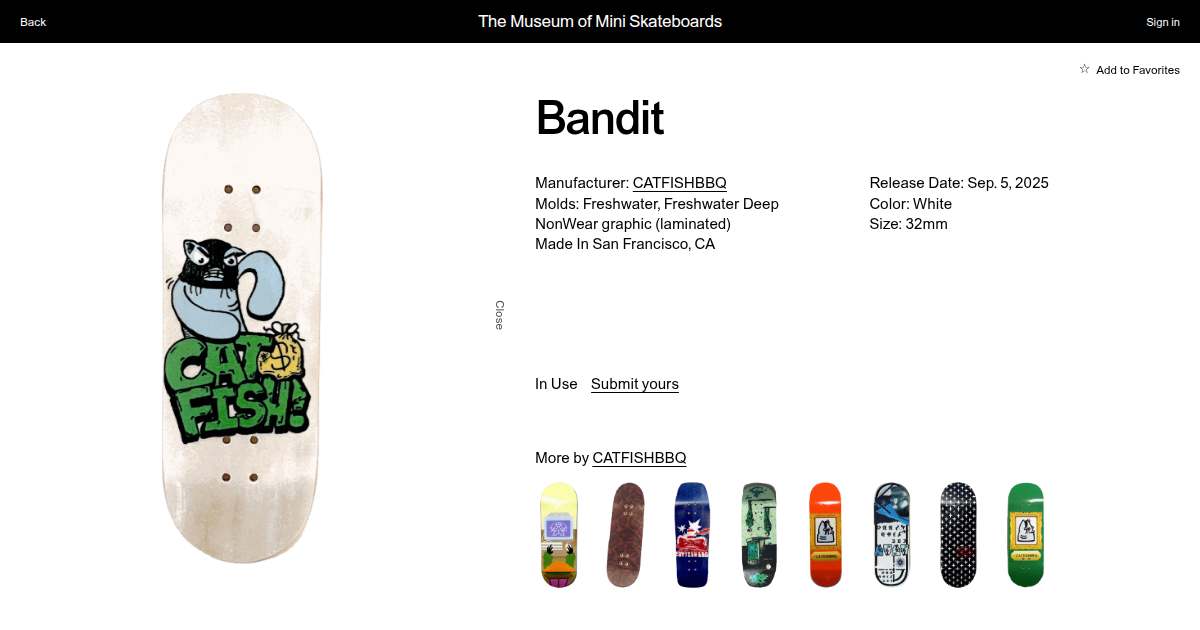 Back
The Museum of Mini Skateboards
Sign in
☆ Add to Favorites
Bandit
Manufacturer: CATFISHBBQ
Molds: Freshwater, Freshwater Deep
NonWear graphic (laminated)
Made In San Francisco, CA
Release Date: Sep. 5, 2025
Color: White
Size: 32mm
CAT $
FISH!
Close
In Use Submit yours
More by CATFISHBBQ